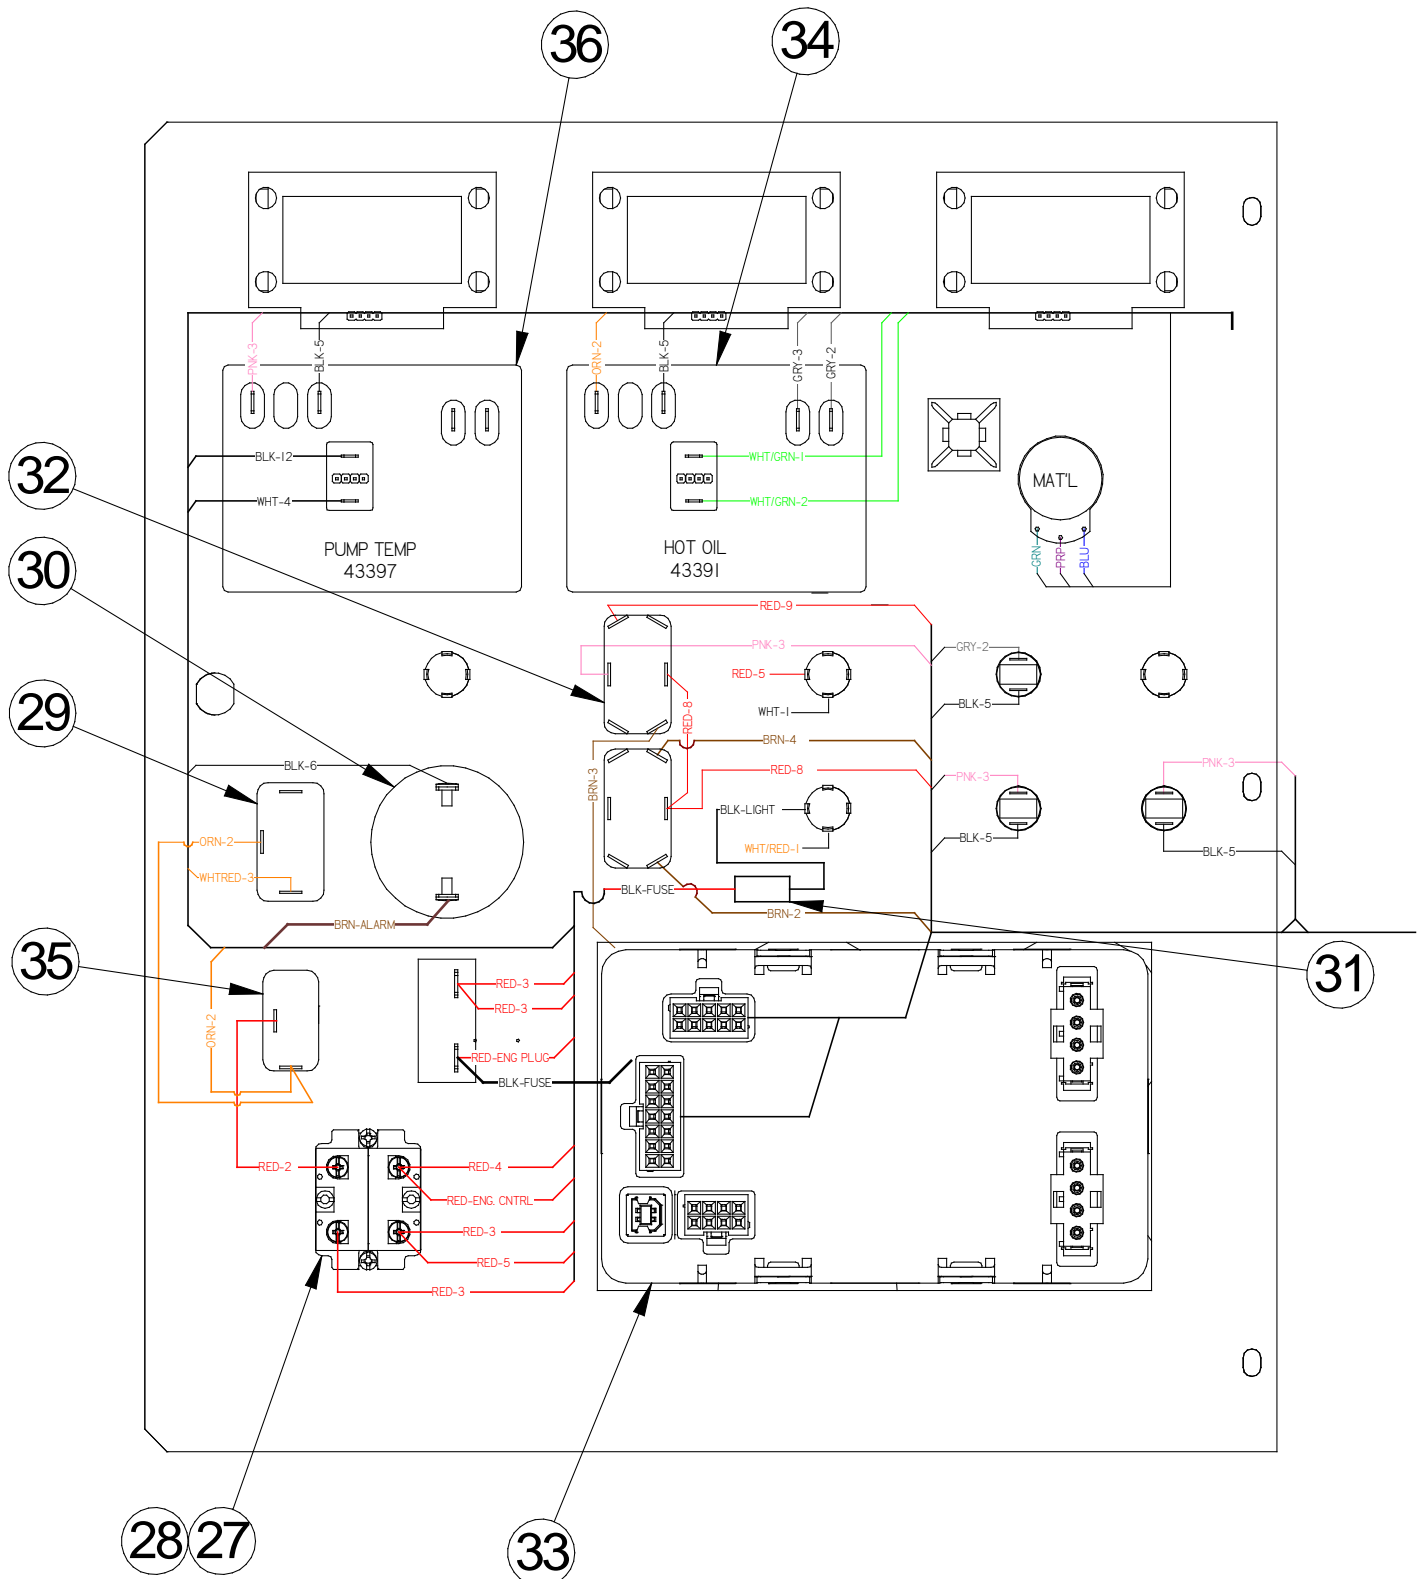 36
34
PNK-3
BLK-5
ORN-2
BLK-5
GRY-3
GRY-2
BLK-12
WHT-4
WHT/GRN-1
WHT/GRN-2
MAT'L
32
PUMP TEMP
43397
HOT OIL
43391
GRN
PRP
BLU
30
RED-9
PNK-3
GRY-2
RED-5
29
WHT-1
BLK-5
RED-8
BRN-4
BLK-6
BRN-3
RED-8
PNK-3
PNK-3
BLK-LIGHT
ORN-2
WHT/RED-1
BLK-5
BLK-5
WHTRED-3
BLK-FUSE
BRN-ALARM
BRN-2
35
31
RED-3
RED-3
ORN-2
RED-ENG PLUG
BLK-FUSE
RED-2
RED-4
RED-ENG. CNTRL
RED-3
RED-5
RED-3
28
27
33